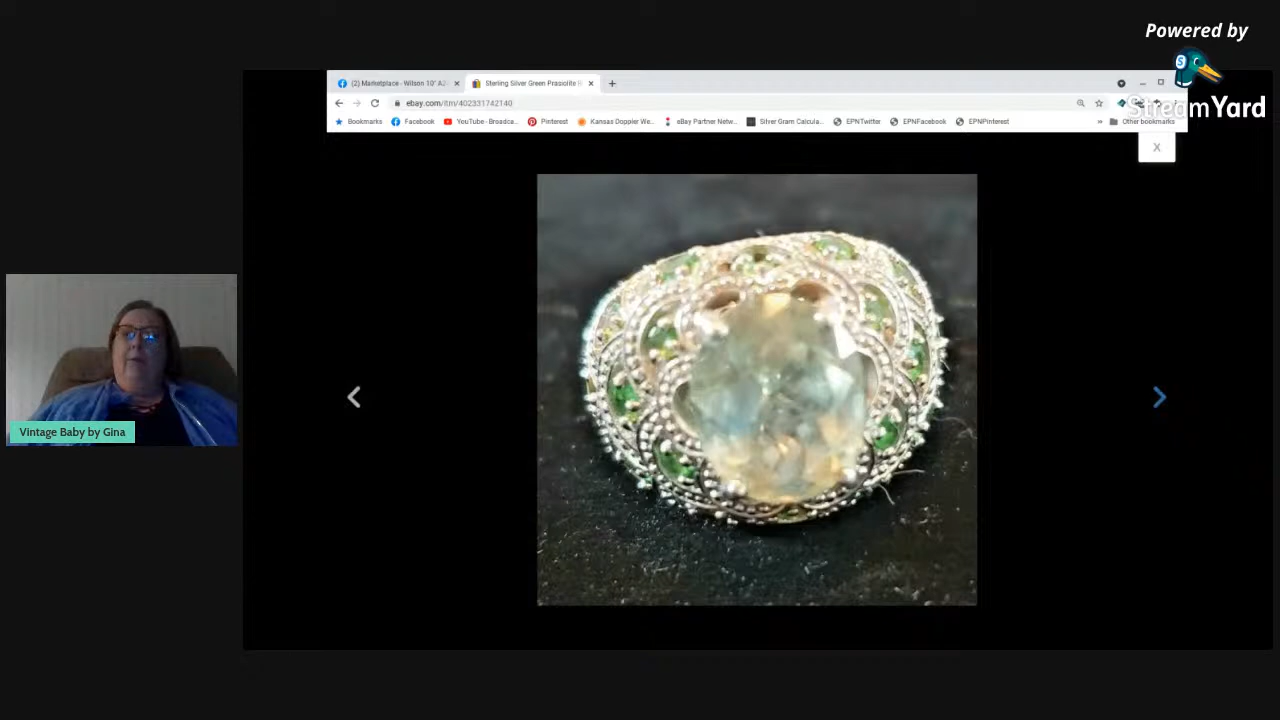 Powered by
StreamYard
(2) Marketplace - Wilson 10" A2
Sterling Silver Green Prasiolite
ebay.com/itm/402331742140
Bookmarks Facebook YouTube - Broadca... Pinterest Kansas Doppler We... eBay Partner Netw... Silver Gram Calcula... EPNTwitter EPNFacebook EPNPinterest » Other bookmarks
X
Vintage Baby by Gina